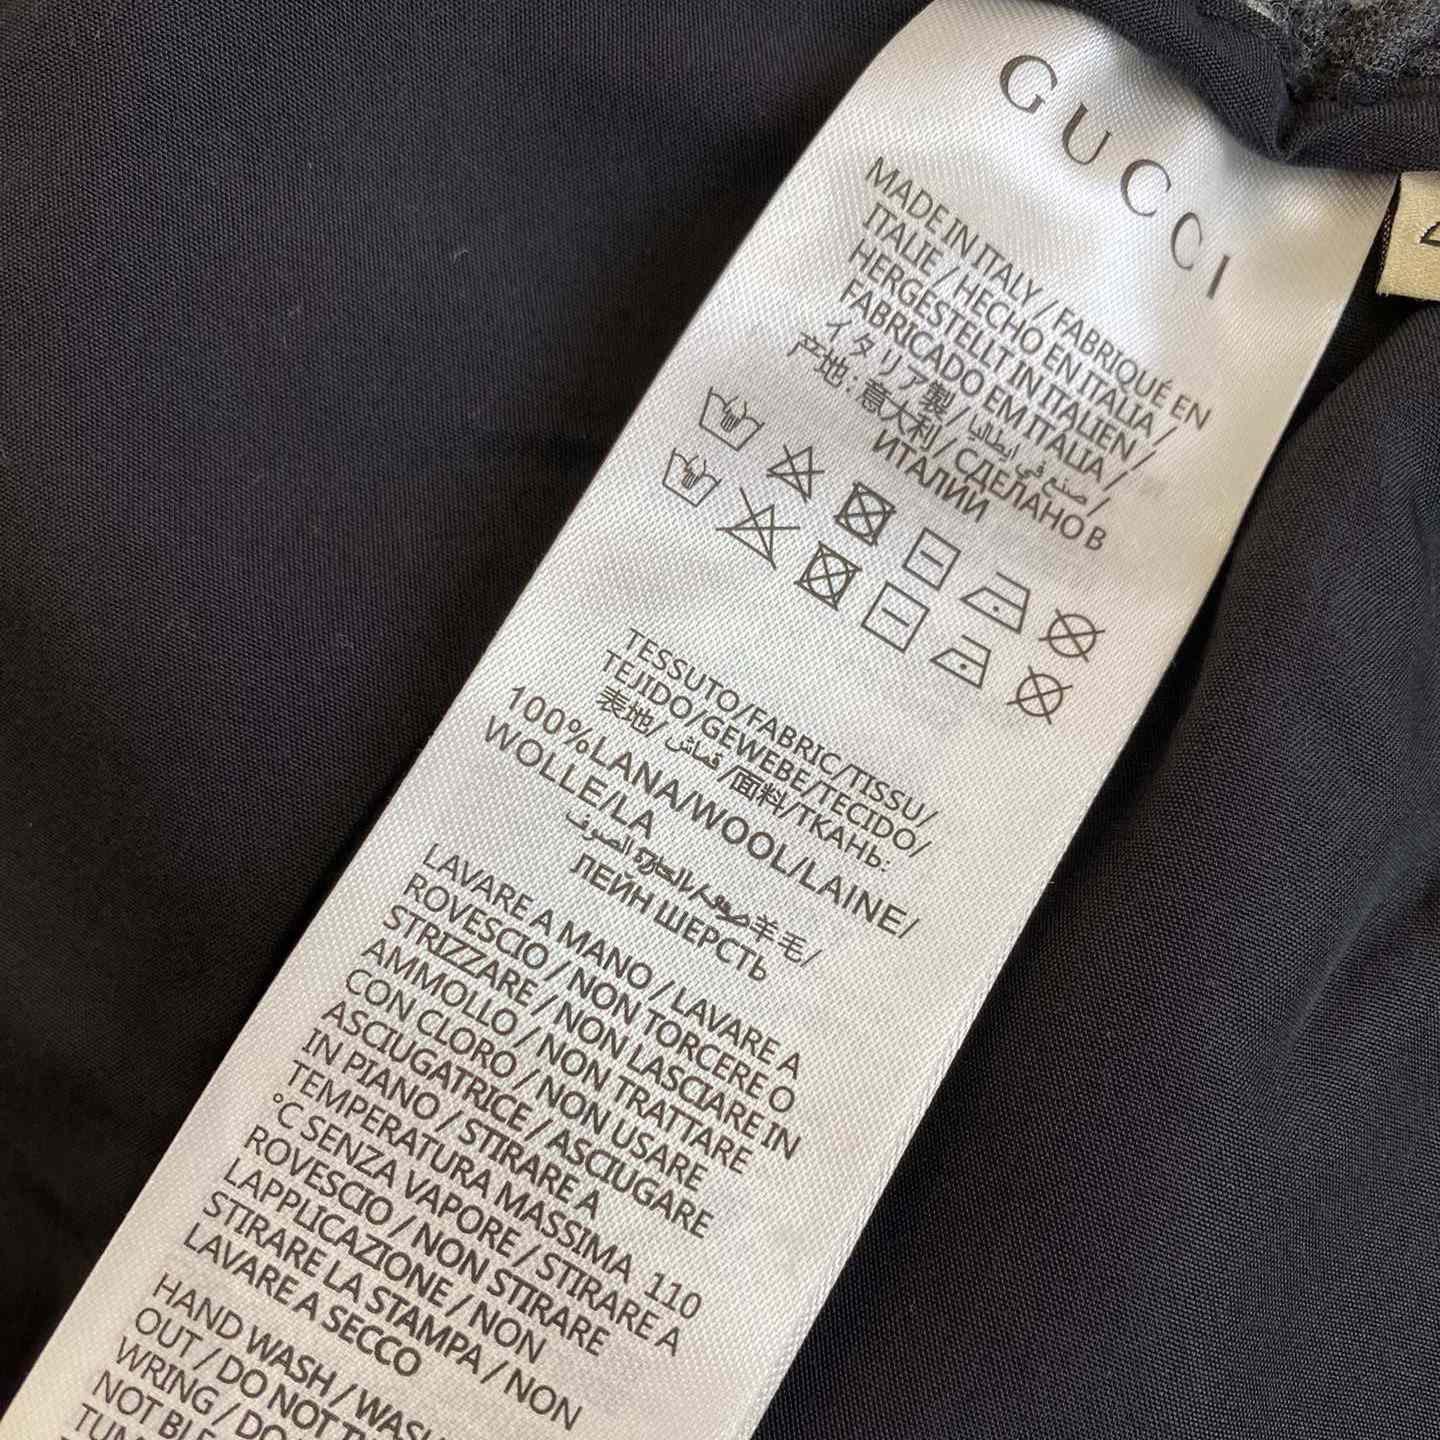 GUCCI
MADE IN ITALY / FABRIQUÉ EN
ITALIE / HECHO EN ITALIA /
HERGESTELLT IN ITALIEN /
FABRICADO EM ITALIA /
イタリア製 / صنع في إيطاليا /
产地 : 意大利 / СДЕЛАНО В
ИТАЛИИ
TESSUTO/FABRIC/TISSU/
TEJIDO/GEWEBE/TECIDO/
表地/ قماش /面料/ТКАНЬ:
100%LANA/WOOL/LAINE/
WOLLE/LA
羊毛/
الصوف
ЛЕЙН ШЕРСТЬ
LAVARE A MANO / LAVARE A
ROVESCIO / NON TORCERE O
STRIZZARE / NON LASCIARE IN
AMMOLLO / NON TRATTARE
CON CLORO / NON USARE
ASCIUGATRICE / ASCIUGARE
IN PIANO / STIRARE A
TEMPERATURA MASSIMA 110
°C SENZA VAPORE / STIRARE A
ROVESCIO / NON STIRARE
LAPPLICAZIONE / NON
STIRARE LA STAMPA / NON
LAVARE A SECCO
HAND WASH / WASH
OUT / DO NOT
WRING / DO
NOT